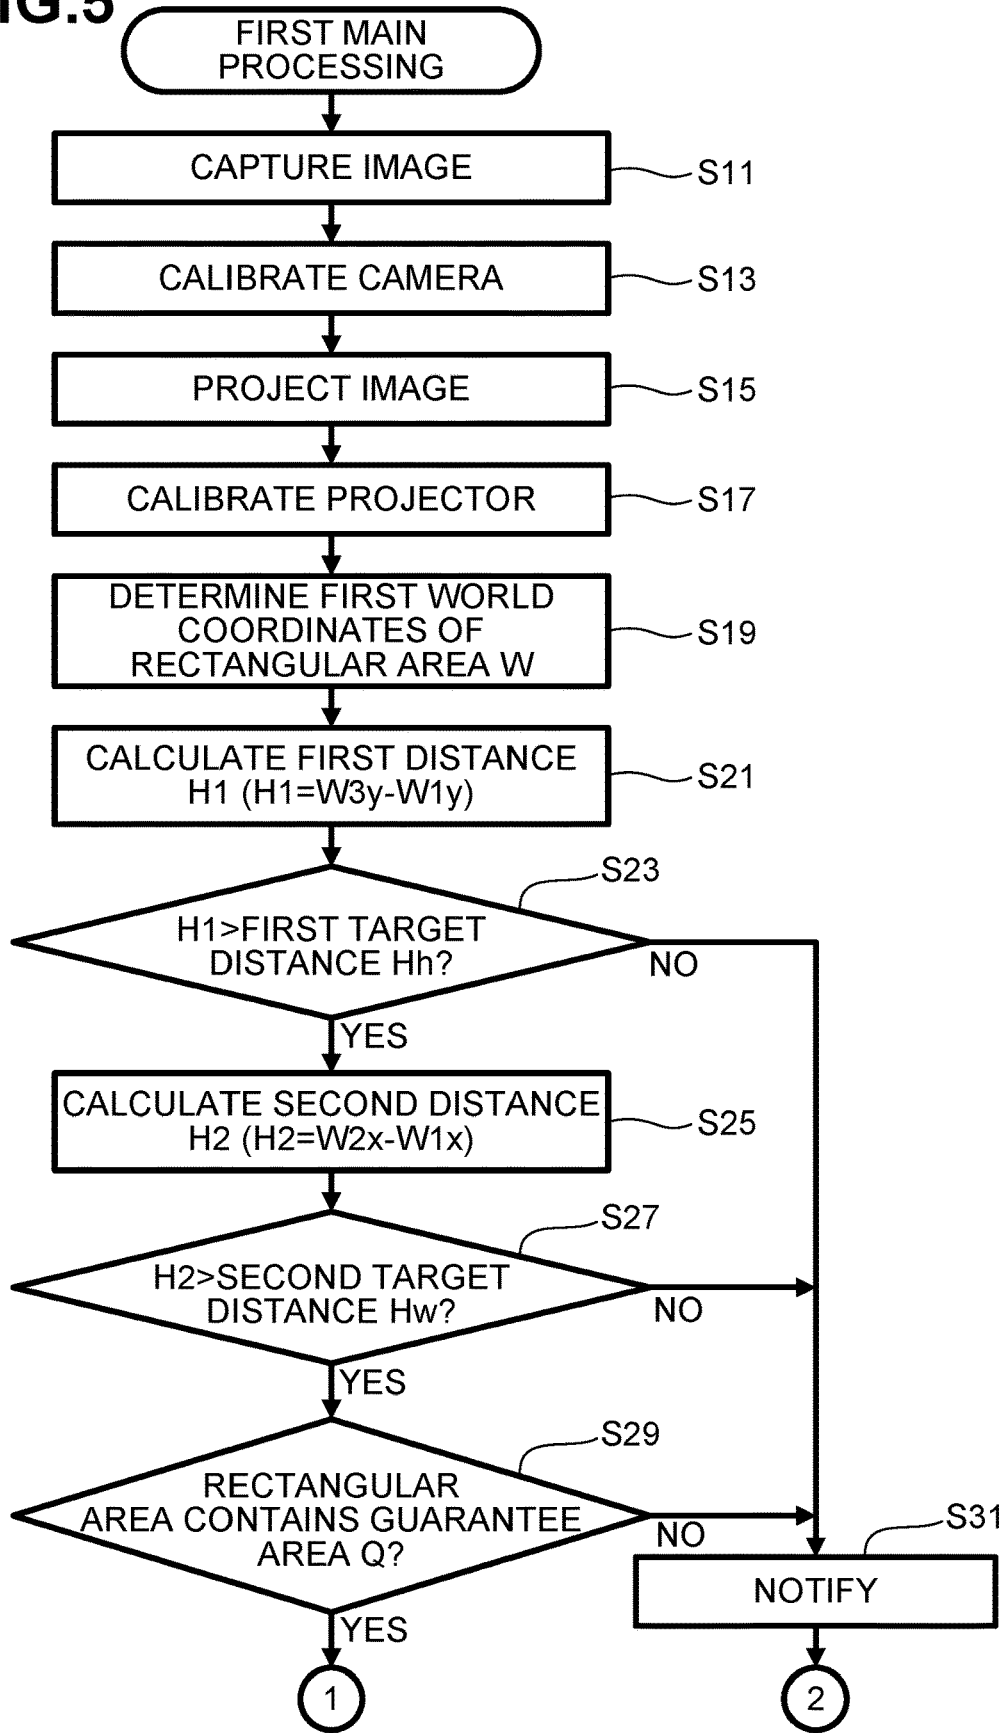 IG.5
FIRST MAIN
PROCESSING
CAPTURE IMAGE
S11
CALIBRATE CAMERA
S13
PROJECT IMAGE
S15
CALIBRATE PROJECTOR
S17
DETERMINE FIRST WORLD
COORDINATES OF
RECTANGULAR AREA W
S19
CALCULATE FIRST DISTANCE
H1 (H1=W3y-W1y)
S21
S23
H1>FIRST TARGET
DISTANCE Hh?
NO
YES
CALCULATE SECOND DISTANCE
H2 (H2=W2x-W1x)
S25
S27
H2>SECOND TARGET
DISTANCE Hw?
NO
YES
S29
RECTANGULAR
AREA CONTAINS GUARANTEE
AREA Q?
NO
S31
NOTIFY
YES
1
2